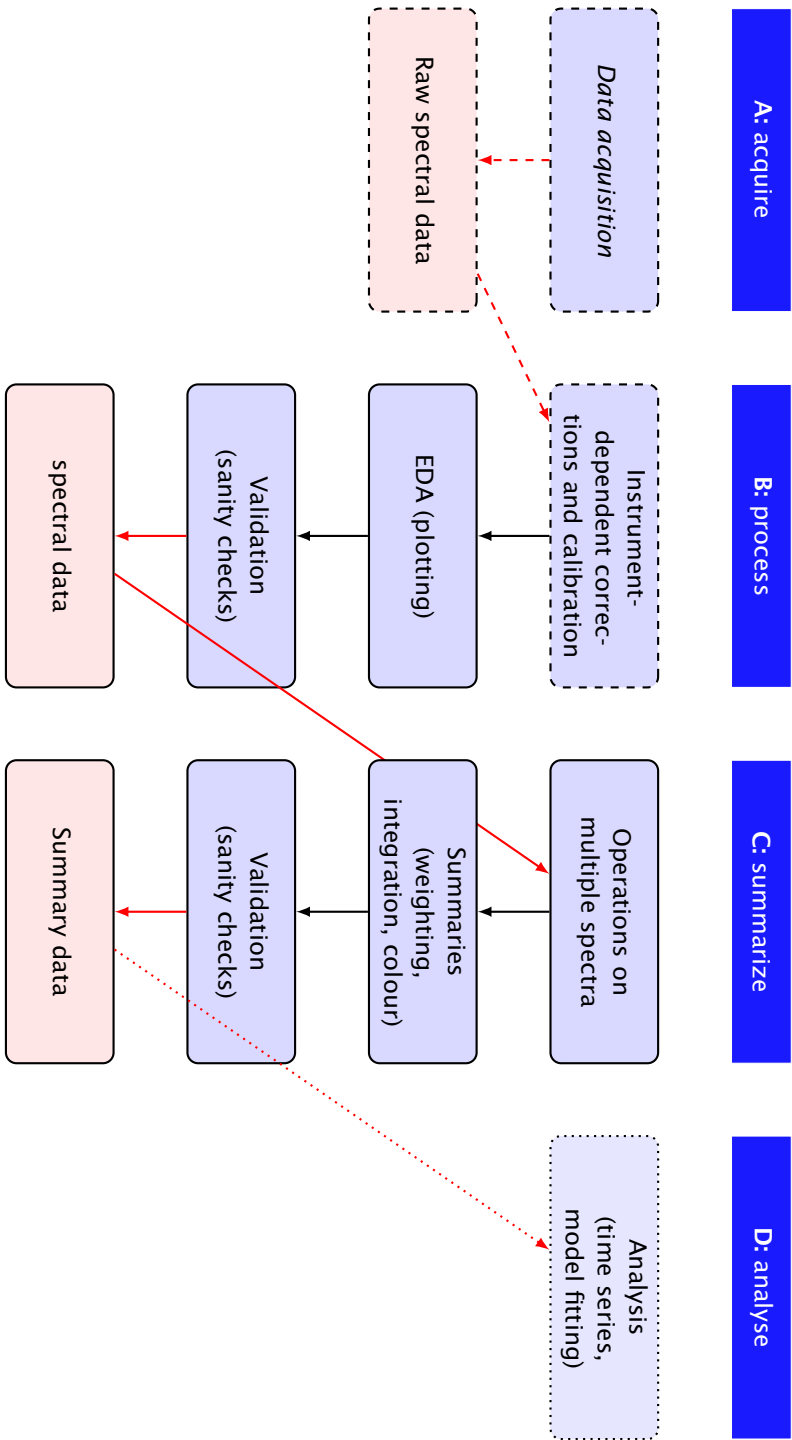 A: acquire
Data acquisition
Raw spectral data
B: process
Instrument-
dependent correc-
tions and calibration
EDA (plotting)
Validation
(sanity checks)
spectral data
C: summarize
Operations on
multiple spectra
Summaries
(weighting,
integration, colour)
Validation
(sanity checks)
Summary data
D: analyse
Analysis
(time series,
model fitting)